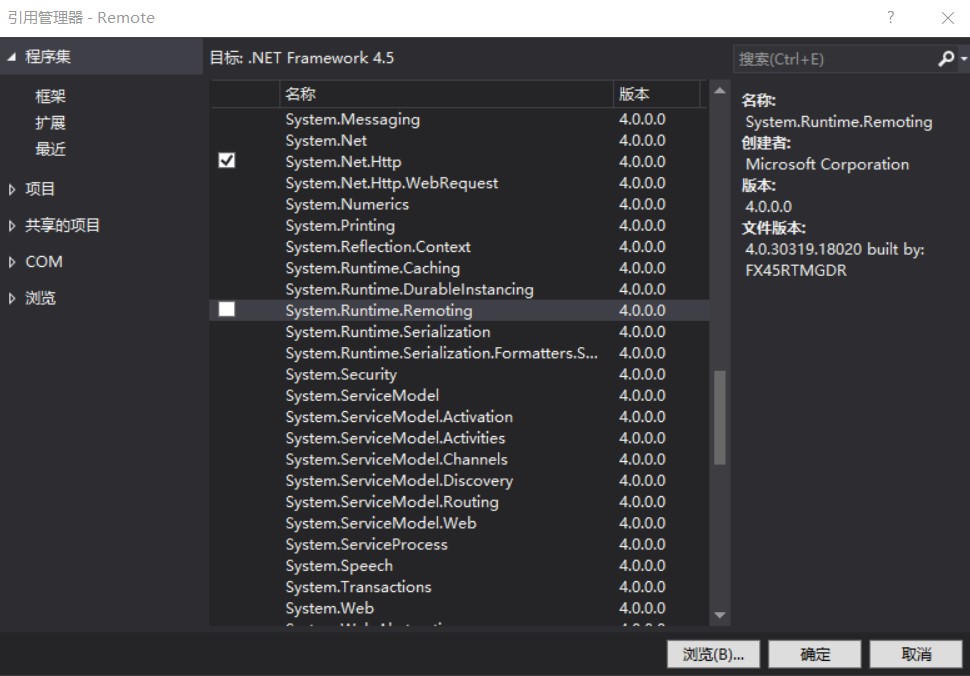 引用管理器 - Remote
?
程序集
目标: .NET Framework 4.5
搜索(Ctrl+E)
框架
扩展
最近
项目
共享的项目
COM
浏览
名称 版本
System.Messaging 4.0.0.0
System.Net 4.0.0.0
System.Net.Http 4.0.0.0
System.Net.Http.WebRequest 4.0.0.0
System.Numerics 4.0.0.0
System.Printing 4.0.0.0
System.Reflection.Context 4.0.0.0
System.Runtime.Caching 4.0.0.0
System.Runtime.DurableInstancing 4.0.0.0
System.Runtime.Remoting 4.0.0.0
System.Runtime.Serialization 4.0.0.0
System.Runtime.Serialization.Formatters.S... 4.0.0.0
System.Security 4.0.0.0
System.ServiceModel 4.0.0.0
System.ServiceModel.Activation 4.0.0.0
System.ServiceModel.Activities 4.0.0.0
System.ServiceModel.Channels 4.0.0.0
System.ServiceModel.Discovery 4.0.0.0
System.ServiceModel.Routing 4.0.0.0
System.ServiceModel.Web 4.0.0.0
System.ServiceProcess 4.0.0.0
System.Speech 4.0.0.0
System.Transactions 4.0.0.0
System.Web 4.0.0.0
名称:
System.Runtime.Remoting
创建者:
Microsoft Corporation
版本:
4.0.0.0
文件版本:
4.0.30319.18020 built by:
FX45RTMGDR
浏览(B)...
确定
取消